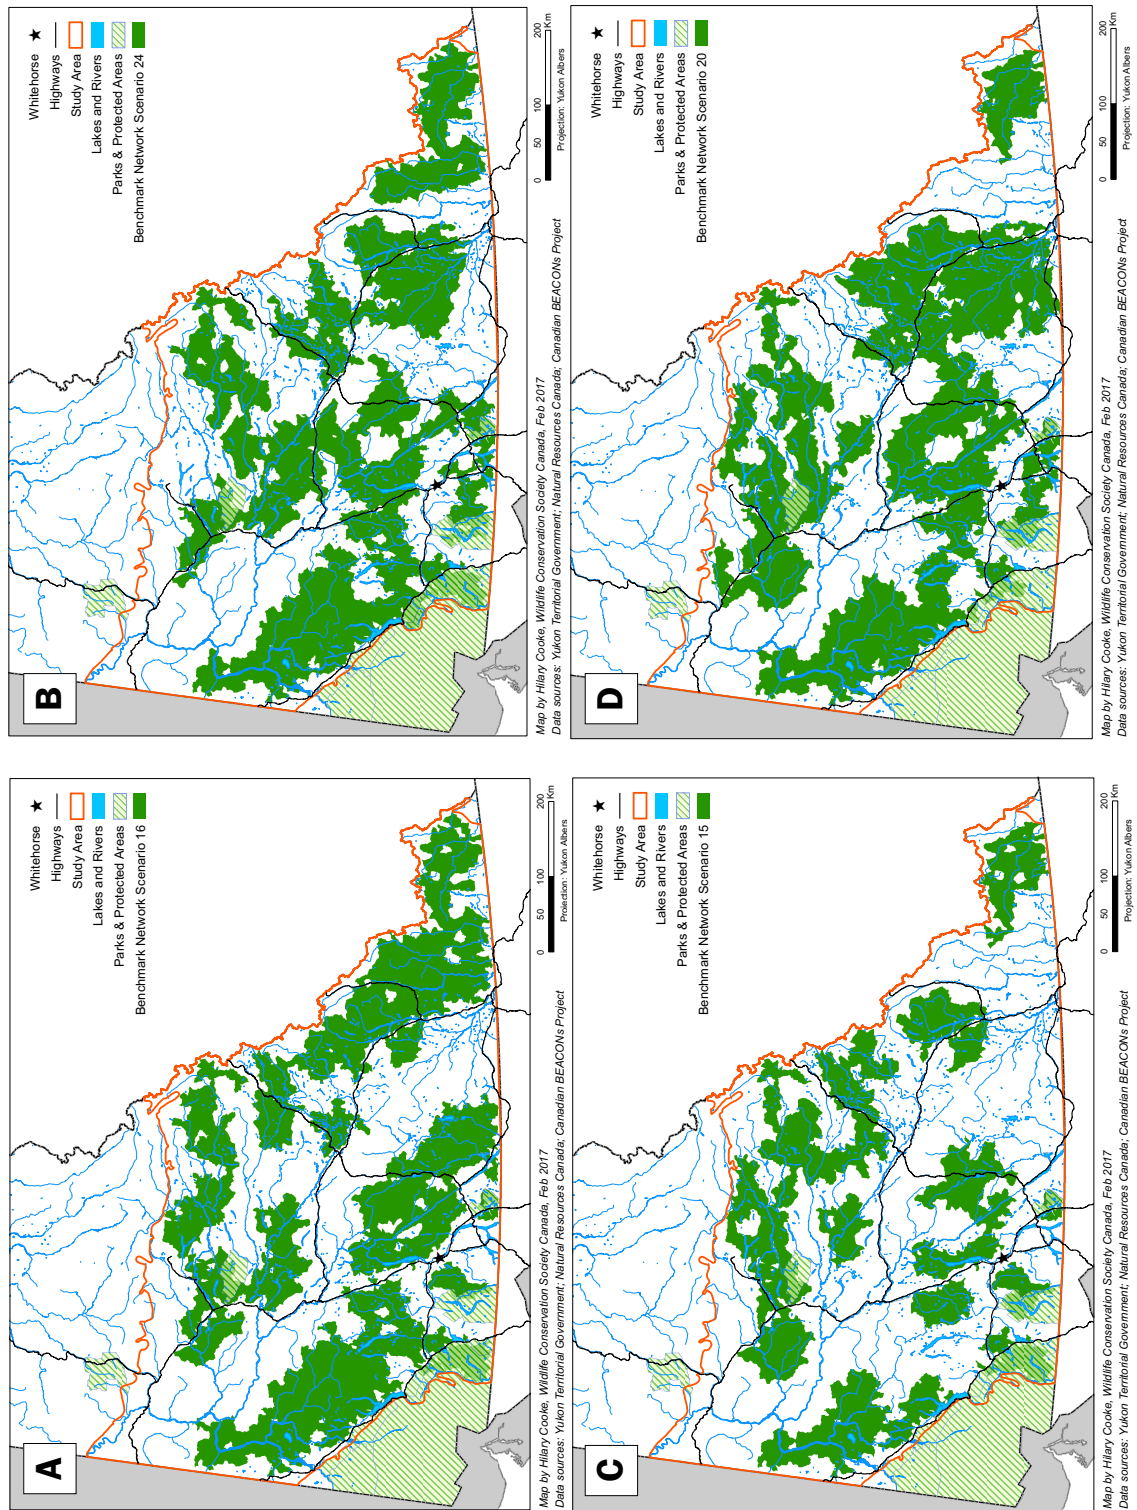 A
Whitehorse
Highways
Study Area
Lakes and Rivers
Parks & Protected Areas
Benchmark Network Scenario 16
0 50 100 200 Km
Projection: Yukon Albers
Map by Hilary Cooke, Wildlife Conservation Society Canada, Feb 2017
Data sources: Yukon Territorial Government; Natural Resources Canada; Canadian BEACONs Project
B
Whitehorse
Highways
Study Area
Lakes and Rivers
Parks & Protected Areas
Benchmark Network Scenario 24
0 50 100 200 Km
Projection: Yukon Albers
Map by Hilary Cooke, Wildlife Conservation Society Canada, Feb 2017
Data sources: Yukon Territorial Government; Natural Resources Canada; Canadian BEACONs Project
C
Whitehorse
Highways
Study Area
Lakes and Rivers
Parks & Protected Areas
Benchmark Network Scenario 15
0 50 100 200 Km
Projection: Yukon Albers
Map by Hilary Cooke, Wildlife Conservation Society Canada, Feb 2017
Data sources: Yukon Territorial Government; Natural Resources Canada; Canadian BEACONs Project
D
Whitehorse
Highways
Study Area
Lakes and Rivers
Parks & Protected Areas
Benchmark Network Scenario 20
0 50 100 200 Km
Projection: Yukon Albers
Map by Hilary Cooke, Wildlife Conservation Society Canada, Feb 2017
Data sources: Yukon Territorial Government; Natural Resources Canada; Canadian BEACONs Project